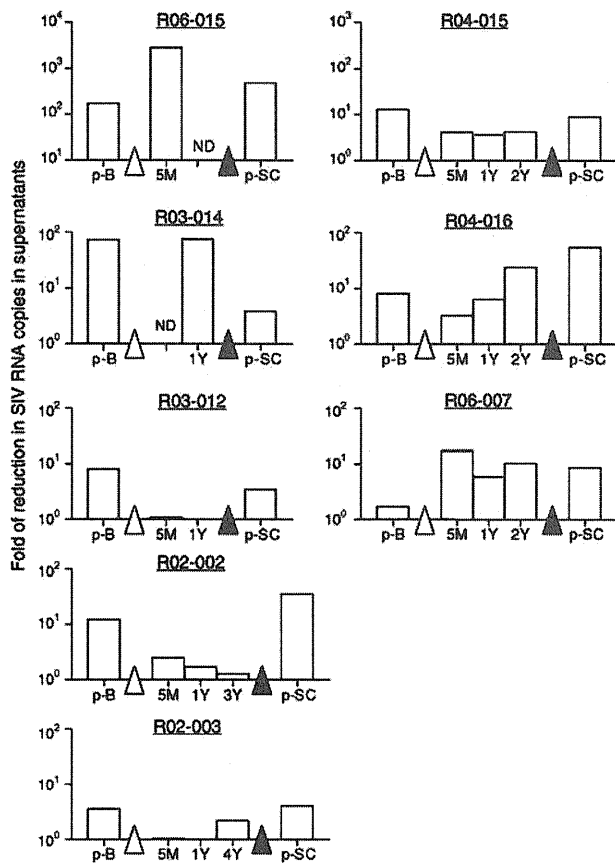 Fold of reduction in SIV RNA copies in supernatants
R06-015
10⁴
10³
10²
10¹
ND
p-B 5M p-SC
R04-015
10³
10²
10¹
10⁰
p-B 5M 1Y 2Y p-SC
R03-014
10²
10¹
10⁰
ND
p-B 1Y p-SC
R04-016
10²
10¹
10⁰
p-B 5M 1Y 2Y p-SC
R03-012
10²
10¹
10⁰
p-B 5M 1Y p-SC
R06-007
10²
10¹
10⁰
p-B 5M 1Y 2Y p-SC
R02-002
10²
10¹
10⁰
p-B 5M 1Y 3Y p-SC
R02-003
10²
10¹
10⁰
p-B 5M 1Y 4Y p-SC